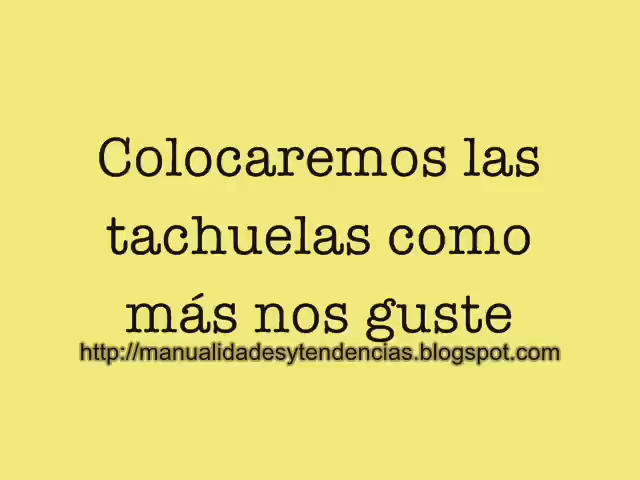 Colocaremos las
tachuelas como
más nos guste
http://manualidadesytendencias.blogspot.com